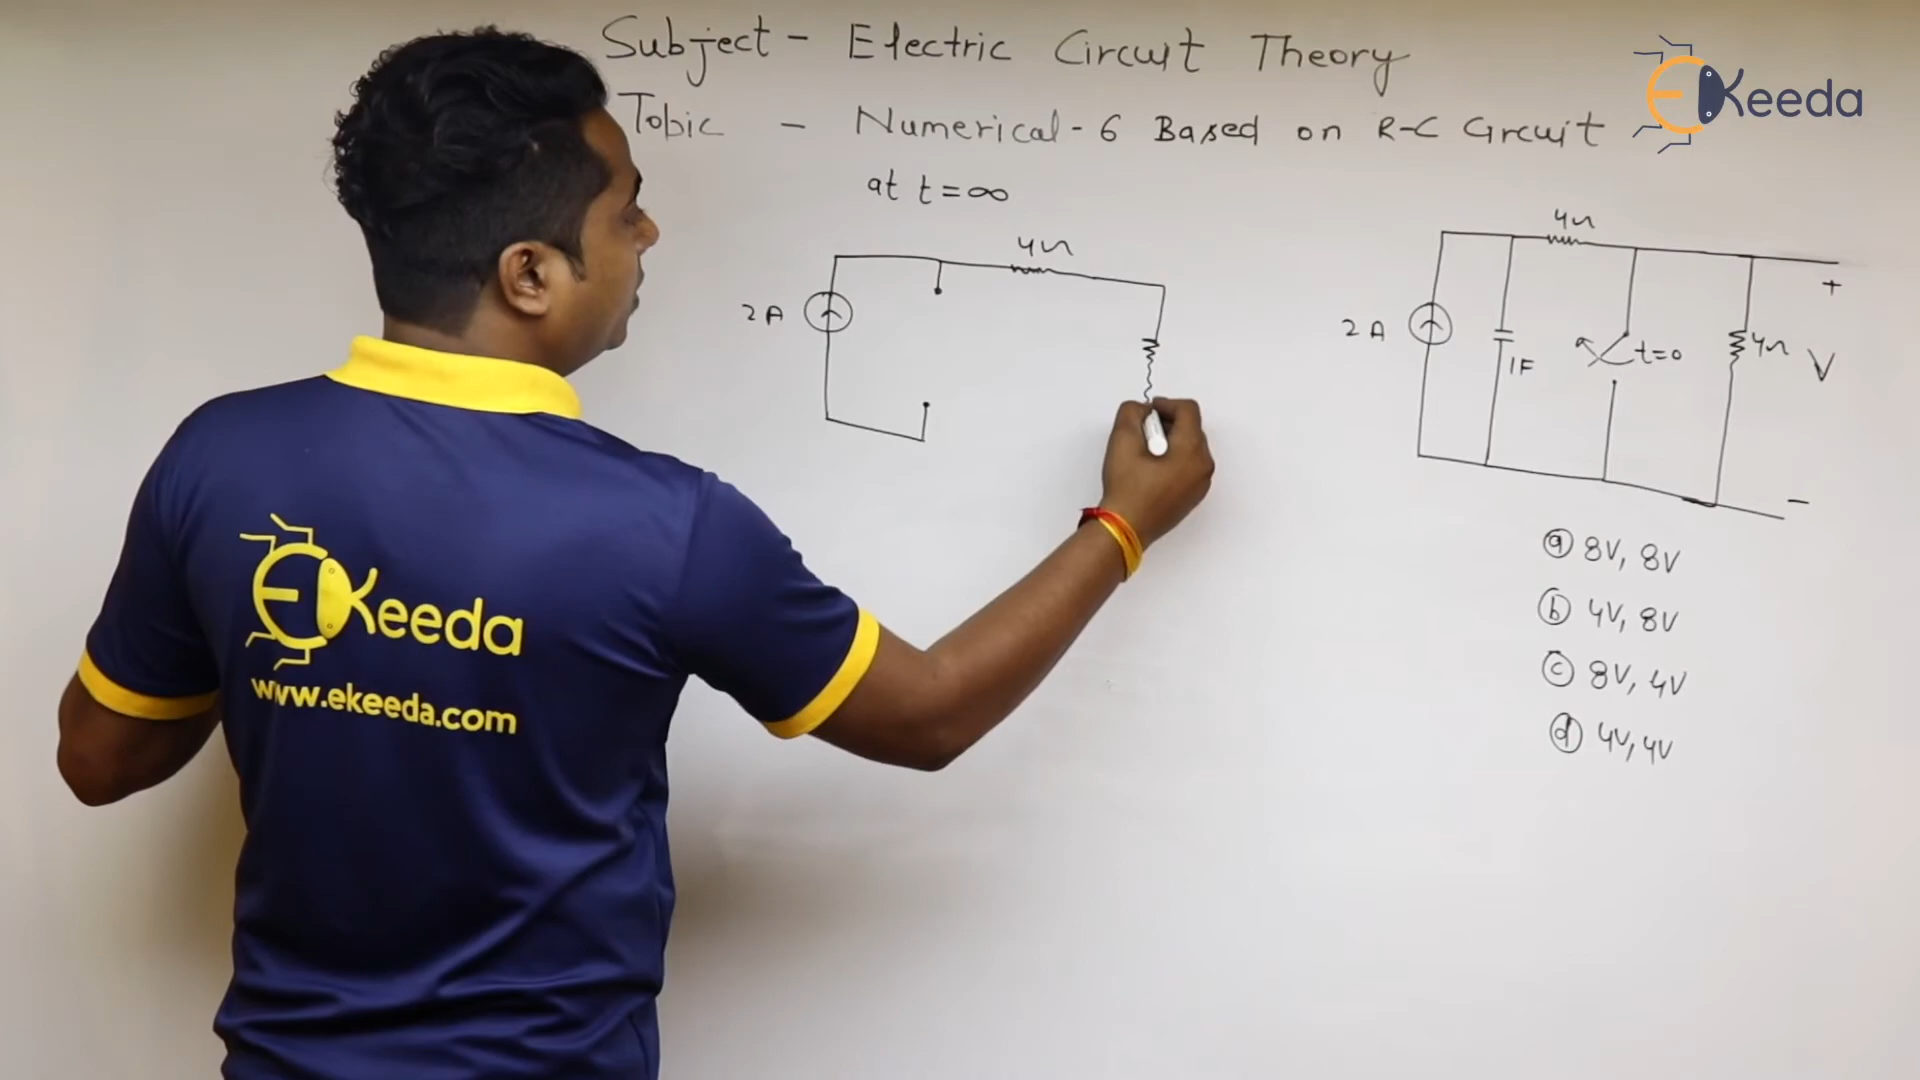 Subject - Electric Circuit Theory
Topic - Numerical-6 Based on R-C Circuit
EKeeda
at t=∞
4Ω
2A
4Ω
2A
1F
t=0
4Ω
V
+
-
ⓐ 8V, 8V
ⓑ 4V, 8V
ⓒ 8V, 4V
ⓓ 4V, 4V
EKeeda
www.ekeeda.com